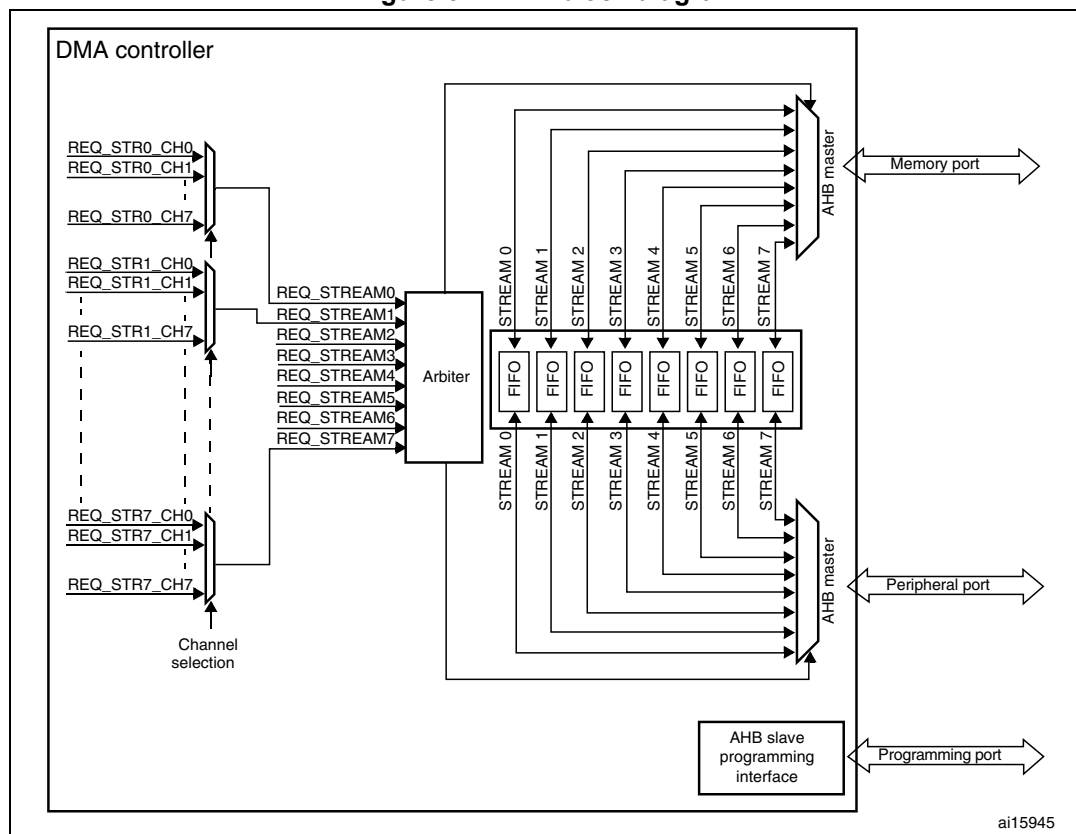 DMA controller
REQ_STR0_CH0
REQ_STR0_CH1
REQ_STR0_CH7
REQ_STR1_CH0
REQ_STR1_CH1
REQ_STR1_CH7
REQ_STR7_CH0
REQ_STR7_CH1
REQ_STR7_CH7
Channel
selection
REQ_STREAM0
REQ_STREAM1
REQ_STREAM2
REQ_STREAM3
REQ_STREAM4
REQ_STREAM5
REQ_STREAM6
REQ_STREAM7
Arbiter
STREAM 0
STREAM 1
STREAM 2
STREAM 3
STREAM 4
STREAM 5
STREAM 6
STREAM 7
FIFO
FIFO
FIFO
FIFO
FIFO
FIFO
FIFO
FIFO
STREAM 0
STREAM 1
STREAM 2
STREAM 3
STREAM 4
STREAM 5
STREAM 6
STREAM 7
AHB master
Memory port
AHB master
Peripheral port
AHB slave
programming
interface
Programming port
ai15945